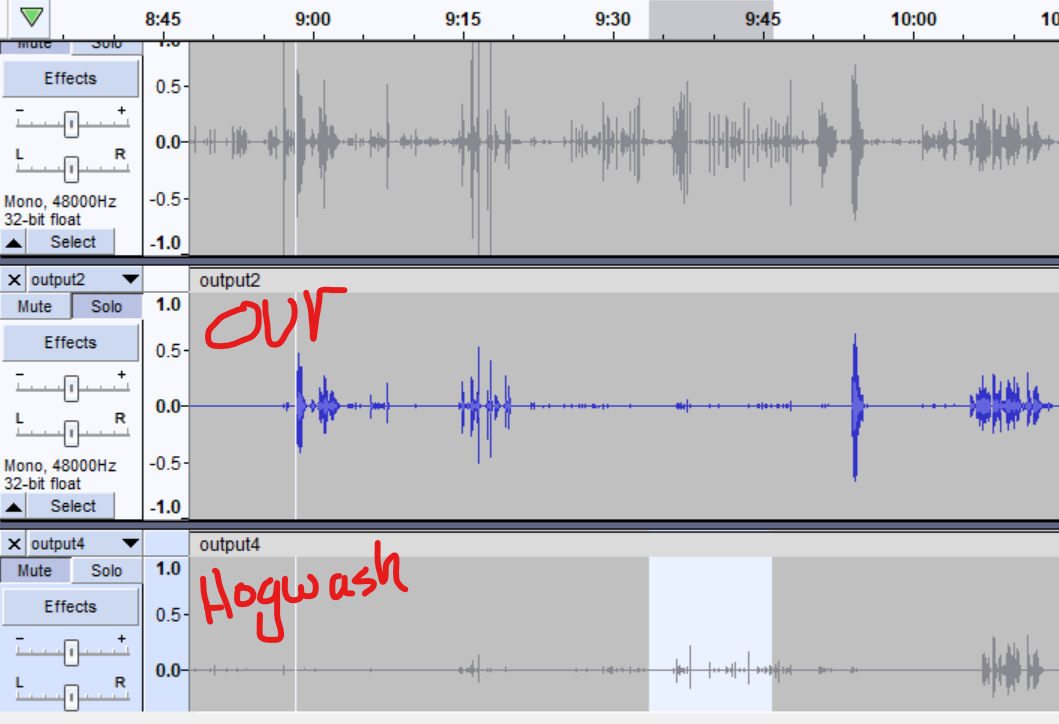 8:45 9:00 9:15 9:30 9:45 10:00 10
Mute Solo 1.0
Effects
0.5
- +
0.0
L R
Mono, 48000Hz
-0.5
32-bit float
Select -1.0
× output2 output2
Mute Solo 1.0
our
Effects
0.5
- +
0.0
L R
Mono, 48000Hz
-0.5
32-bit float
Select -1.0
× output4 output4
Mute Solo 1.0
Hogwash
Effects
0.5
- +
0.0
L R